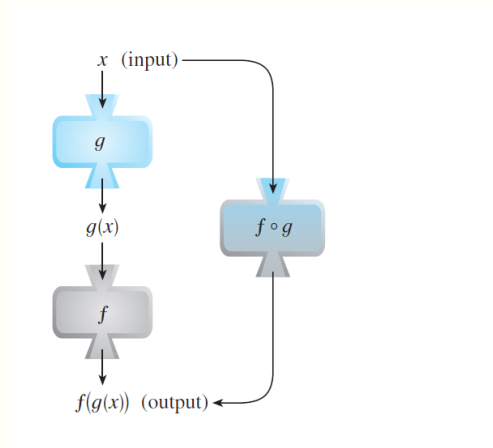 x (input)
g
g(x)
f ∘ g
f
f(g(x)) (output)